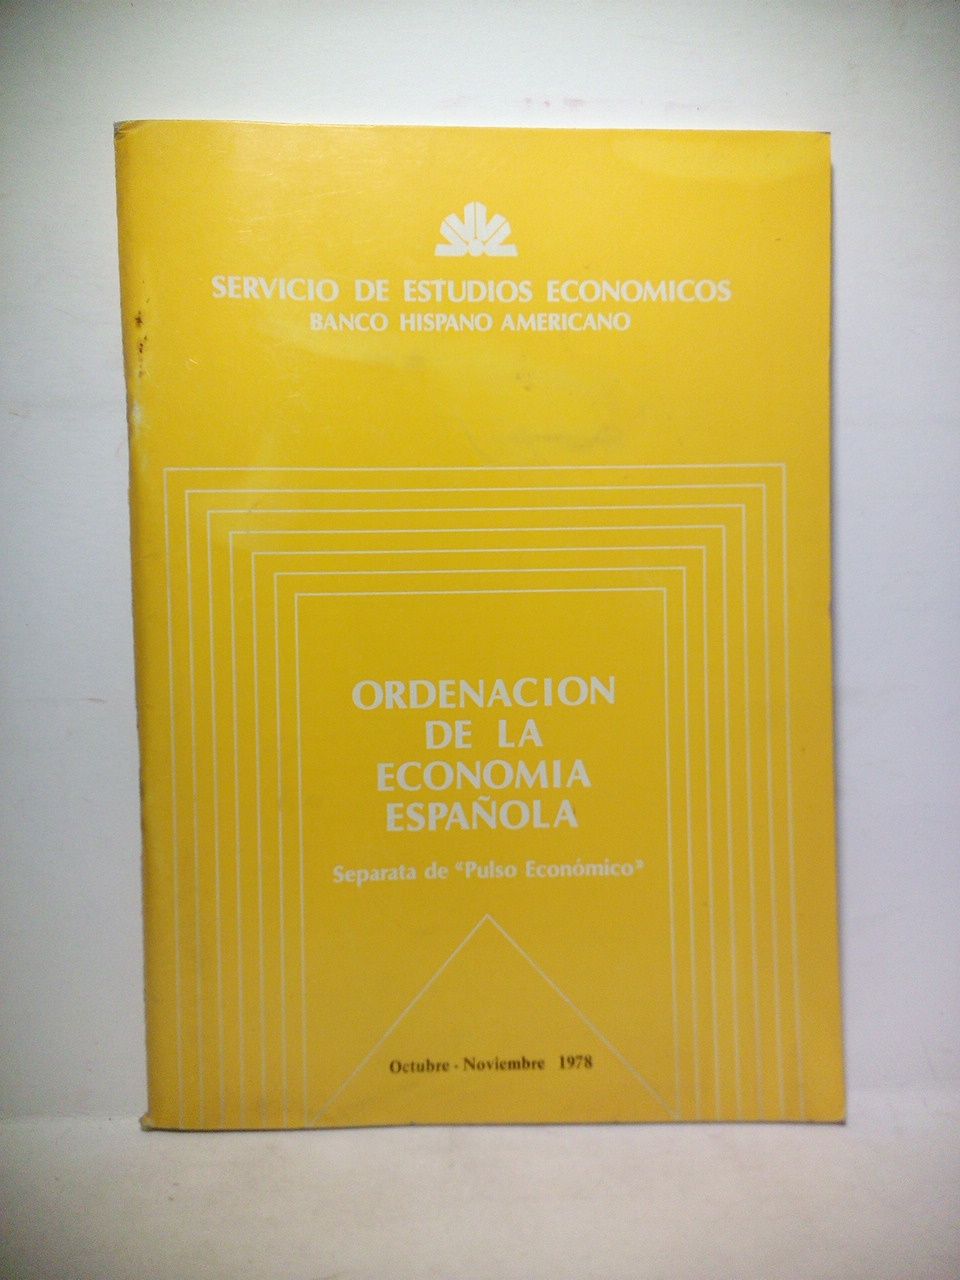 SERVICIO DE ESTUDIOS ECONOMICOS
BANCO HISPANO AMERICANO
ORDENACION
DE LA
ECONOMIA
ESPAÑOLA
Separata de “Pulso Económico”
Octubre - Noviembre 1978